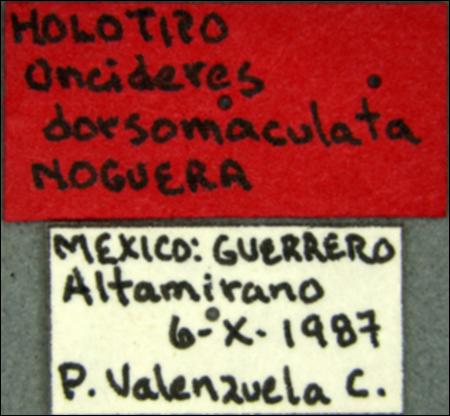 HOLOTIPO
Oncideres
dorsomaculata
NOGUERA
MEXICO: GUERRERO
Altamirano
6-X-1987
P. Valenzuela C.